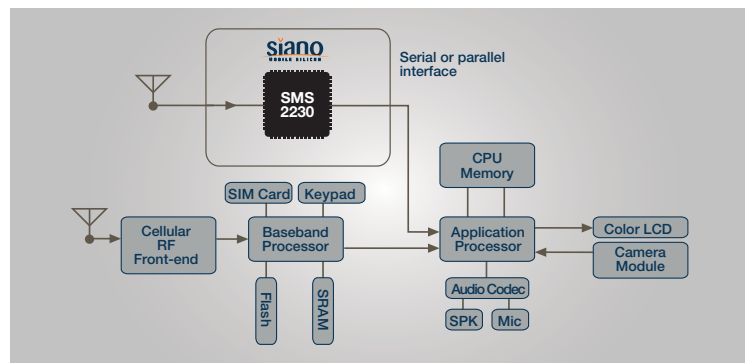 siano
MOBILE SILICON
Serial or parallel
interface
SMS
2230
CPU
Memory
SIM Card
Keypad
Cellular
RF
Front-end
Baseband
Processor
Application
Processor
Color LCD
Camera
Module
Flash
SRAM
Audio Codec
SPK
Mic